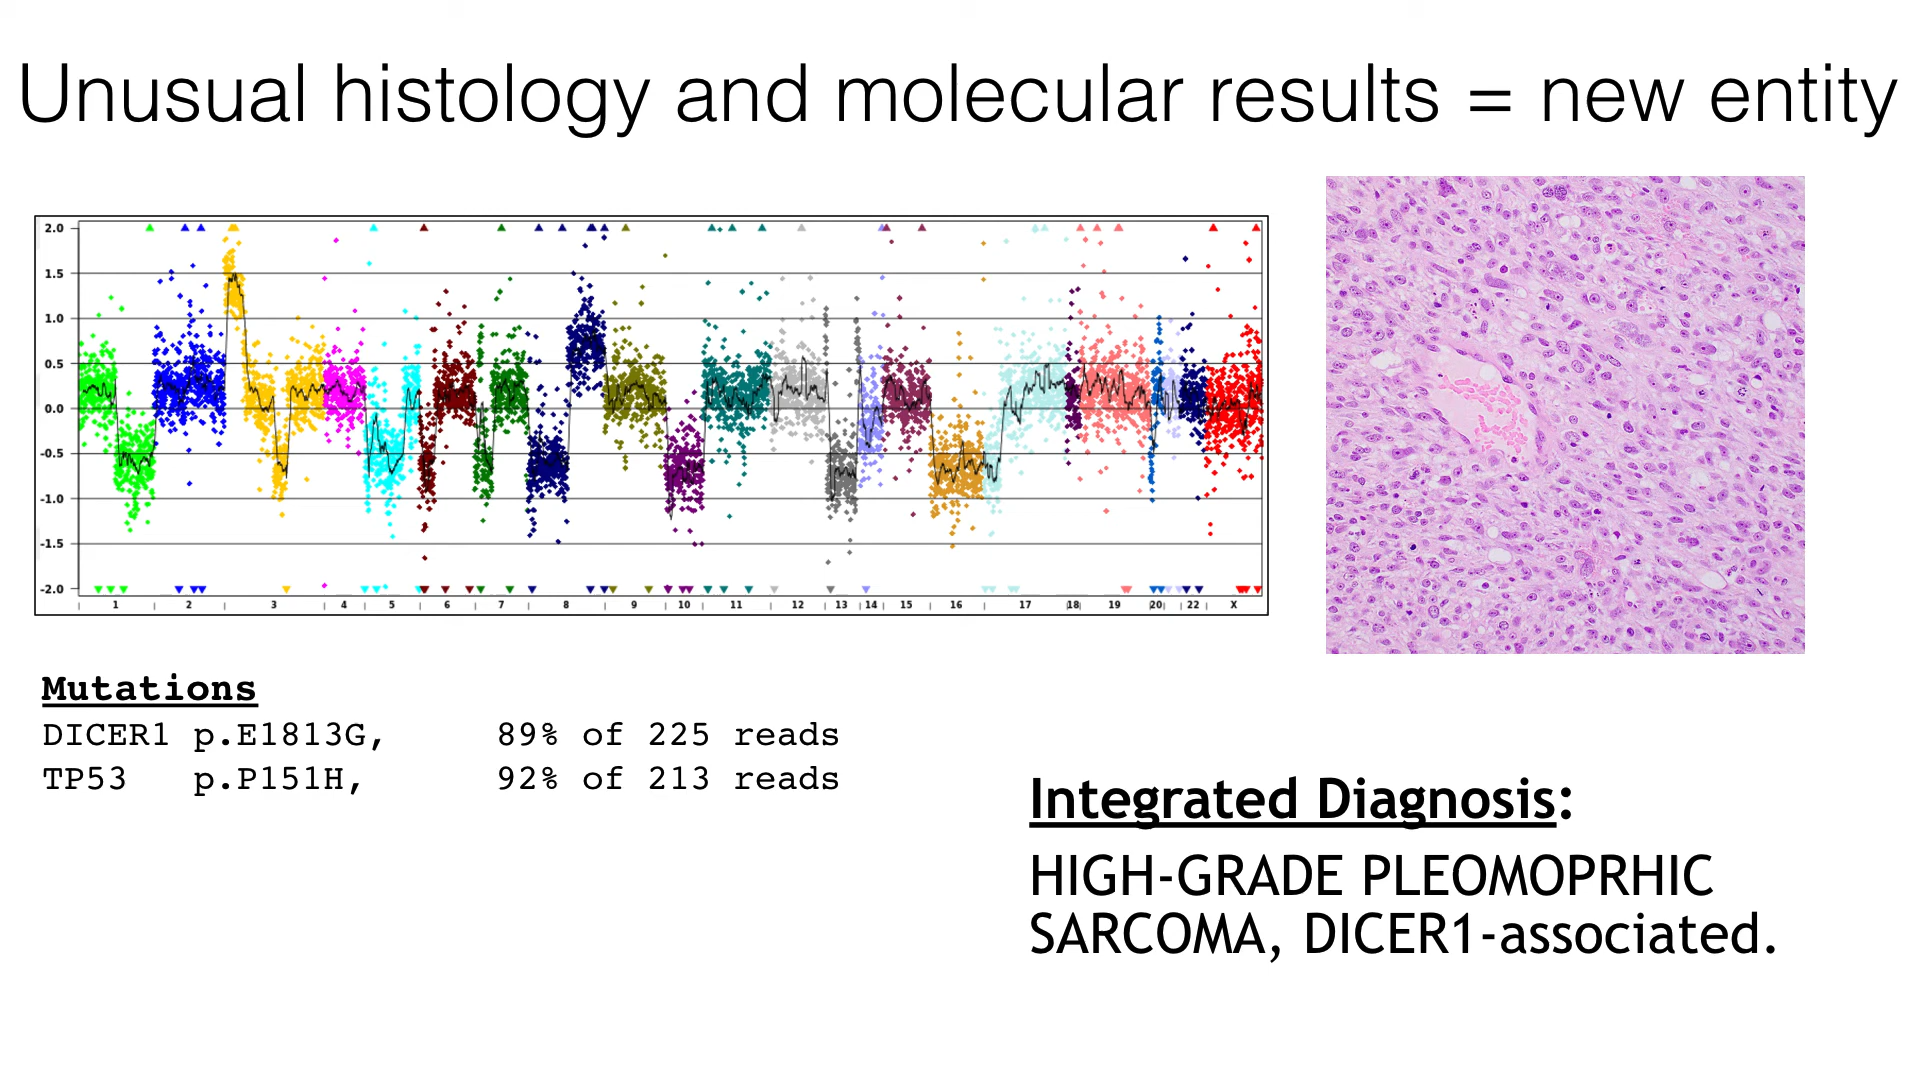 Unusual histology and molecular results = new entity
2.0
1.5
1.0
0.5
0.0
-0.5
-1.0
-1.5
-2.0
1 2 3 4 5 6 7 8 9 10 11 12 13 14 15 16 17 18 19 20 22 X
Mutations
DICER1 p.E1813G, 89% of 225 reads
TP53 p.P151H, 92% of 213 reads
Integrated Diagnosis:
HIGH-GRADE PLEOMOPRHIC
SARCOMA, DICER1-associated.